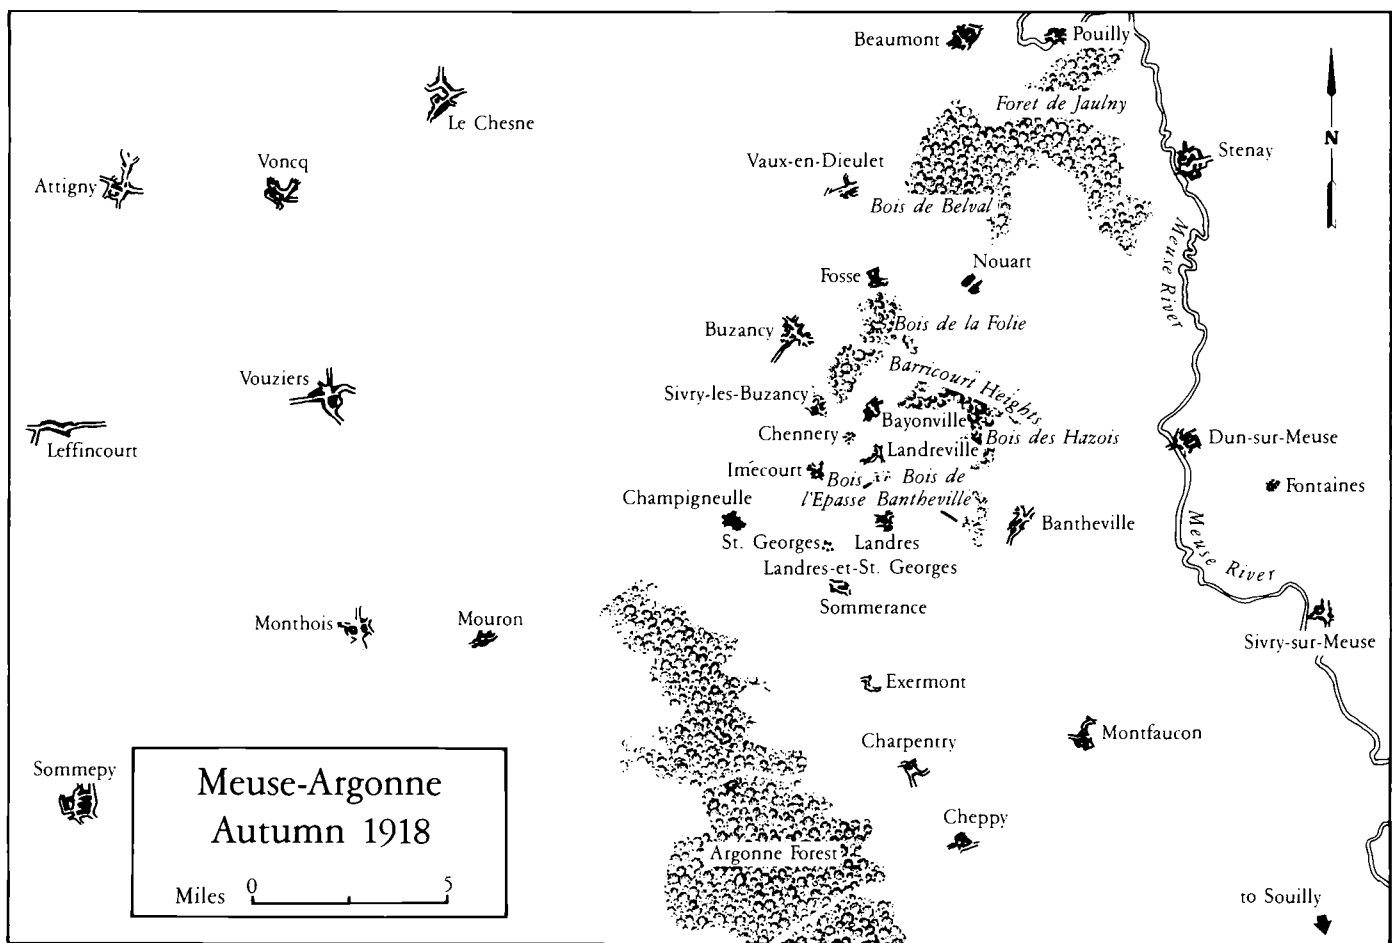 Beaumont
Pouilly
Foret de Jaulny
Le Chesne
N
Stenay
Vaux-en-Dieulet
Voncq
Attigny
Bois de Belval
Meuse River
Nouart
Fosse
Bois de la Folie
Buzancy
Barricourt Heights
Vouziers
Sivry-les-Buzancy
Bayonville
Leffincourt
Chennery
Bois des Hazois
Dun-sur-Meuse
Landreville
Imécourt
Bois
l'Epasse
Bois de
Bantheville
Fontaines
Champigneulle
Bantheville
St. Georges
Landres
Meuse River
Landres-et-St. Georges
Sommerance
Monthois
Mouron
Sivry-sur-Meuse
Exermont
Montfaucon
Charpentry
Sommepy
Meuse-Argonne
Autumn 1918
Cheppy
Argonne Forest
Miles 0 5
to Souilly